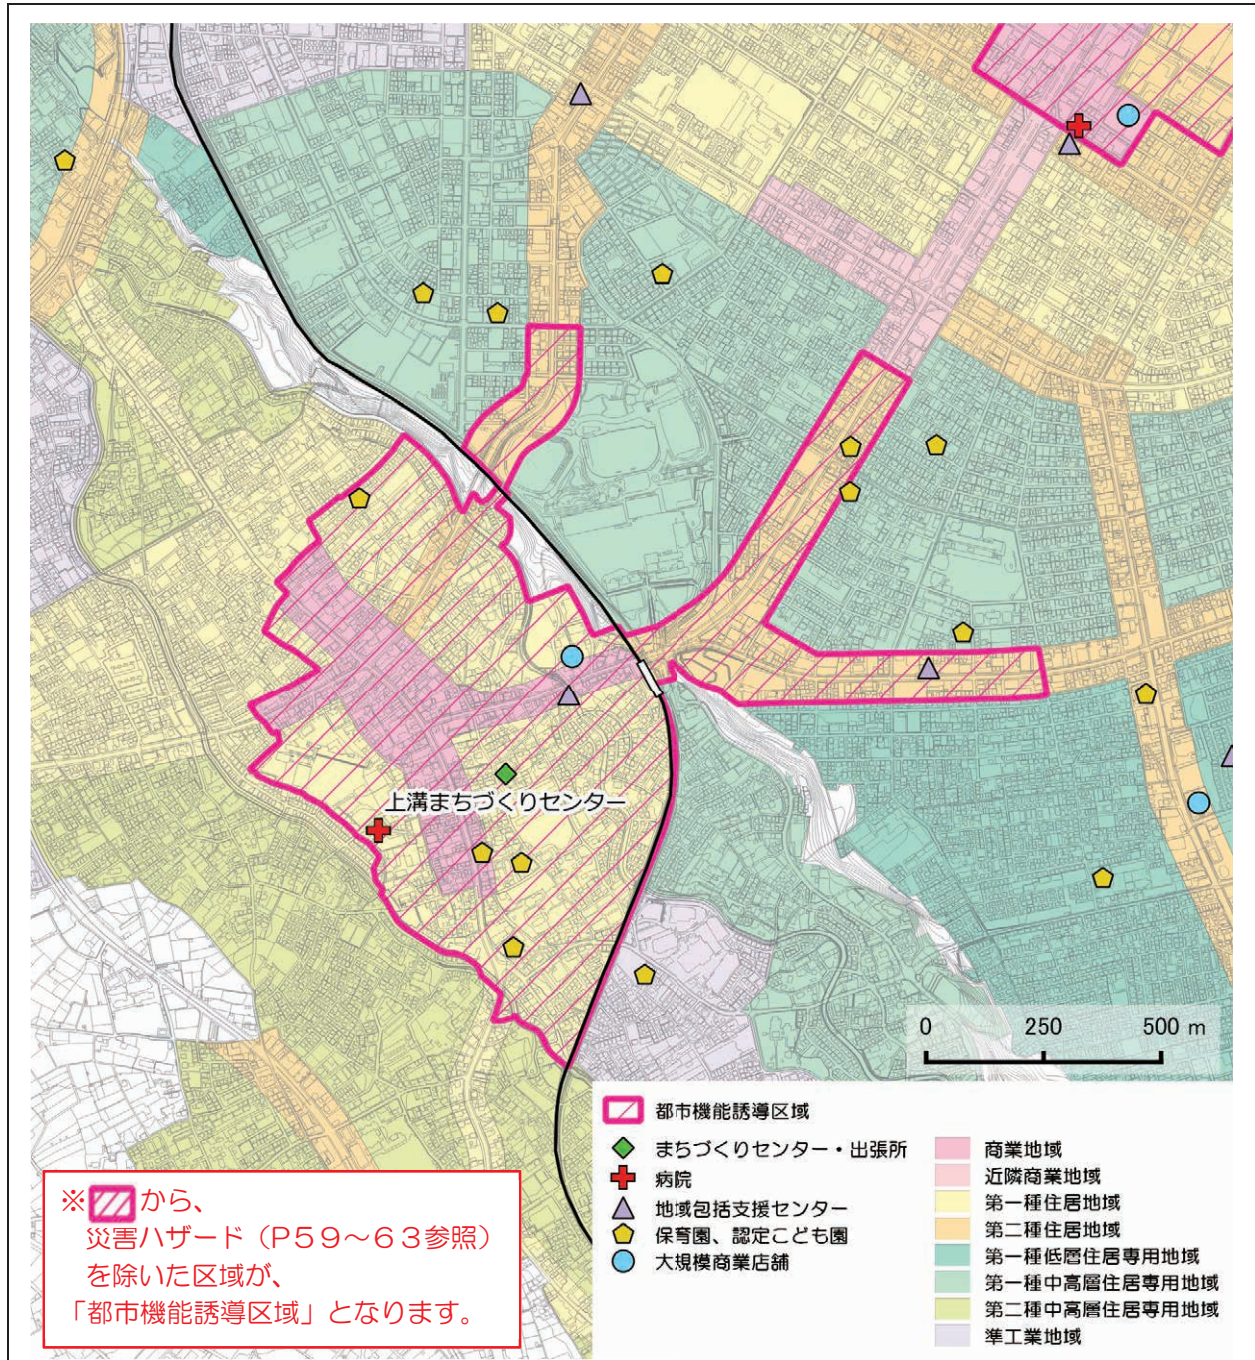 上溝まちづくりセンター
0 250 500 m
都市機能誘導区域
まちづくりセンター・出張所
病院
地域包括支援センター
保育園、認定こども園
大規模商業店舗
商業地域
近隣商業地域
第一種住居地域
第二種住居地域
第一種低層住居専用地域
第一種中高層住居専用地域
第二種中高層住居専用地域
準工業地域
※から、
災害ハザード（P59～63参照）
を除いた区域が、
「都市機能誘導区域」となります。